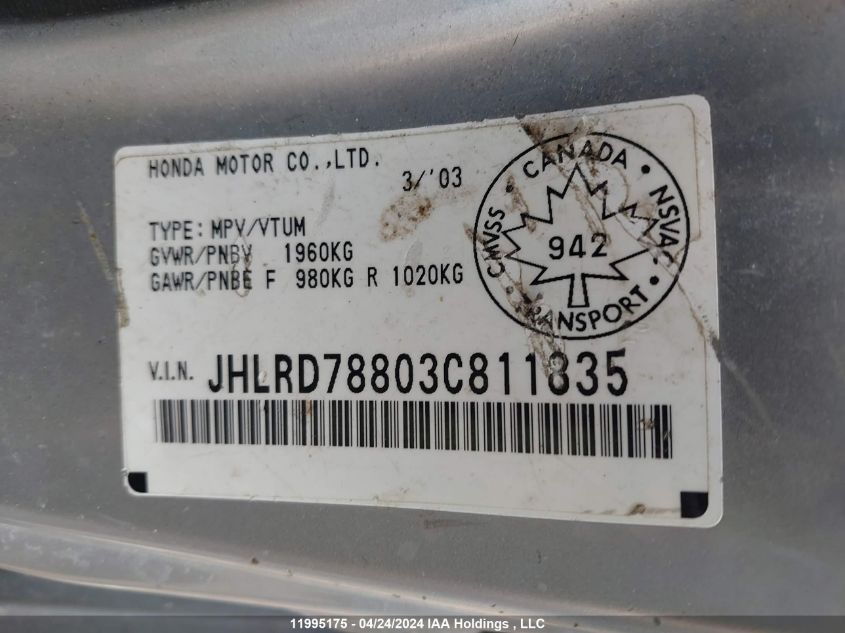 HONDA MOTOR CO.,LTD.
3/'03
TYPE: MPV/VTUM
GVWR/PNBV 1960KG
GAWR/PNBE F 980KG R 1020KG
CANADA
CMVSS • NSVAC
942
TRANSPORT
V.I.N. JHLRD78803C811835
11995175 - 04/24/2024 IAA Holdings , LLC